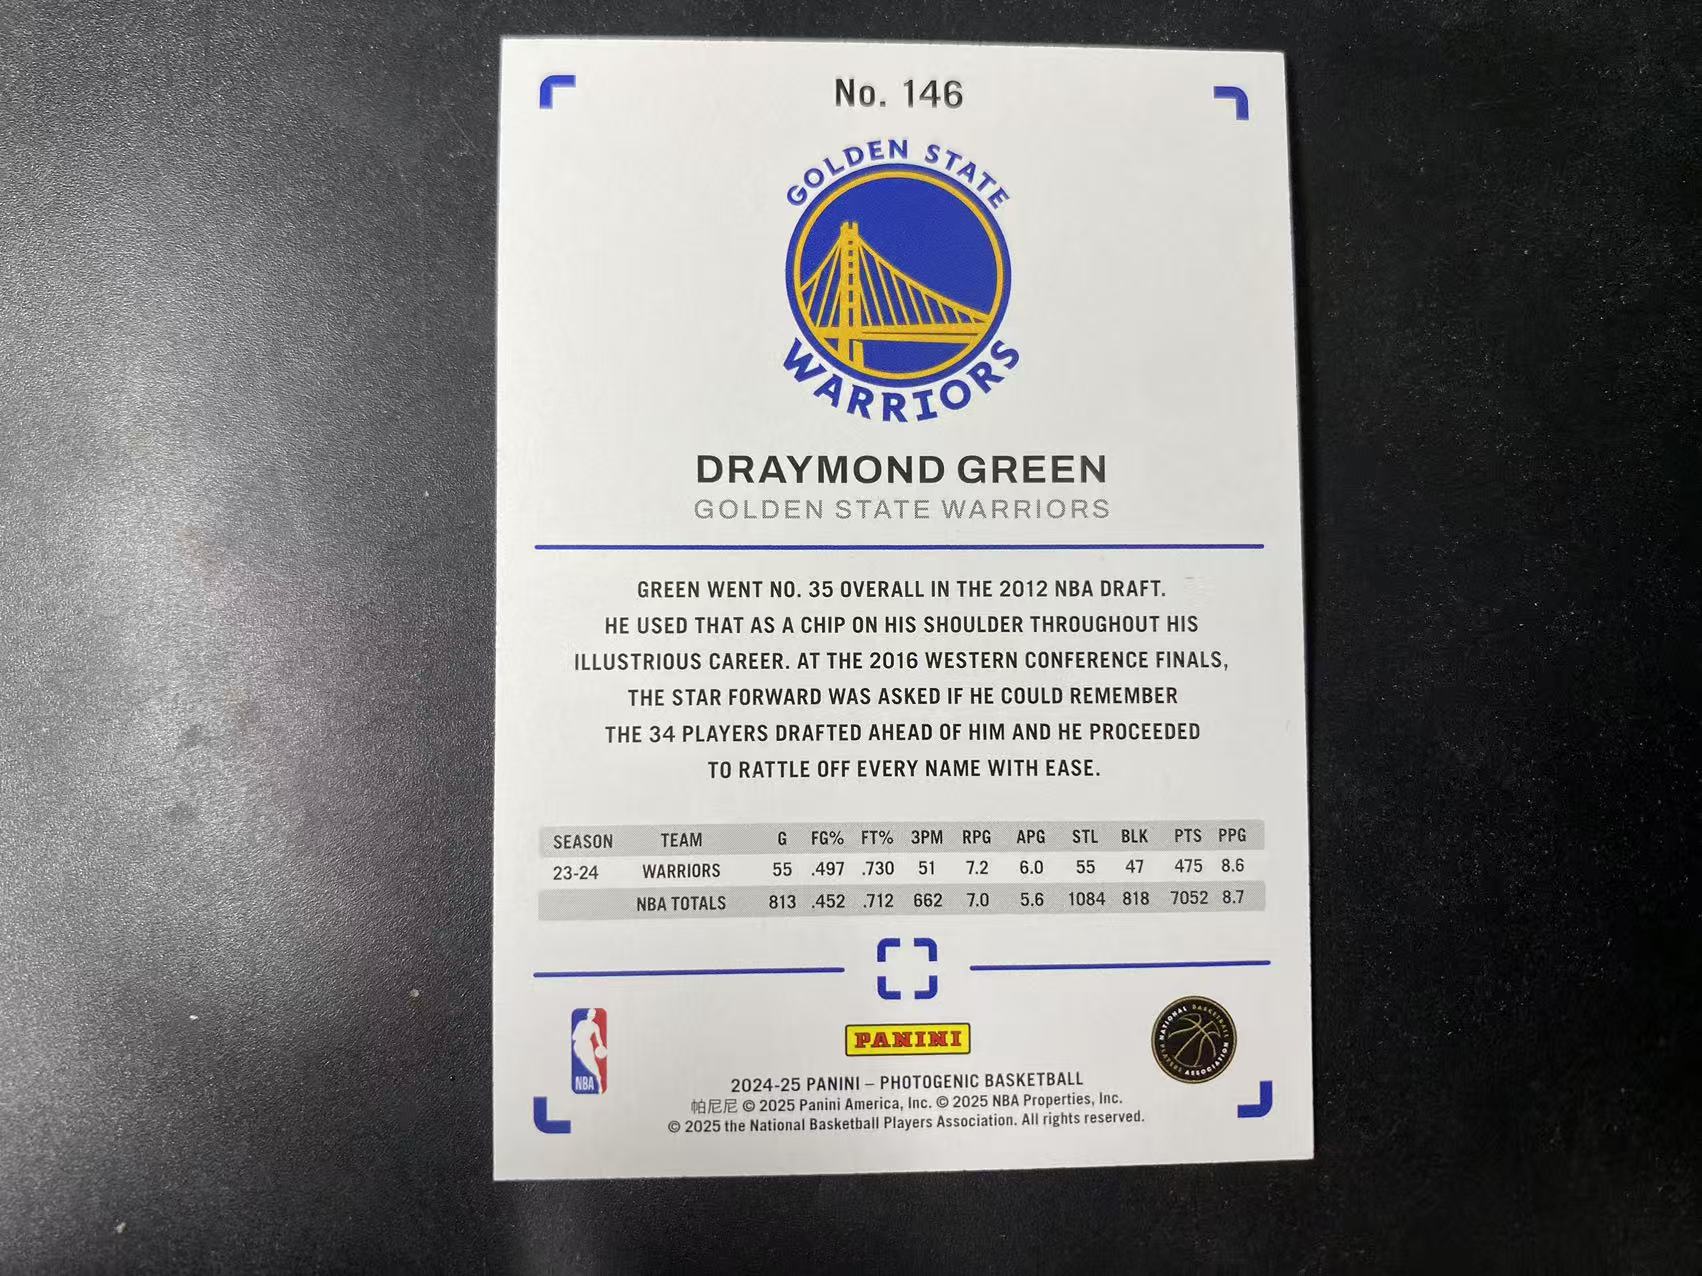 No. 146
GOLDEN STATE
WARRIORS
DRAYMOND GREEN
GOLDEN STATE WARRIORS
GREEN WENT NO. 35 OVERALL IN THE 2012 NBA DRAFT.
HE USED THAT AS A CHIP ON HIS SHOULDER THROUGHOUT HIS
ILLUSTRIOUS CAREER. AT THE 2016 WESTERN CONFERENCE FINALS,
THE STAR FORWARD WAS ASKED IF HE COULD REMEMBER
THE 34 PLAYERS DRAFTED AHEAD OF HIM AND HE PROCEEDED
TO RATTLE OFF EVERY NAME WITH EASE.
SEASON TEAM G FG% FT% 3PM RPG APG STL BLK PTS PPG
23-24 WARRIORS 55 .497 .730 51 7.2 6.0 55 47 475 8.6
NBA TOTALS 813 .452 .712 662 7.0 5.6 1084 818 7052 8.7
NBA
PANINI
NATIONAL BASKETBALL
PLAYERS ASSOCIATION
2024-25 PANINI – PHOTOGENIC BASKETBALL
帕尼尼 © 2025 Panini America, Inc. © 2025 NBA Properties, Inc.
© 2025 the National Basketball Players Association. All rights reserved.